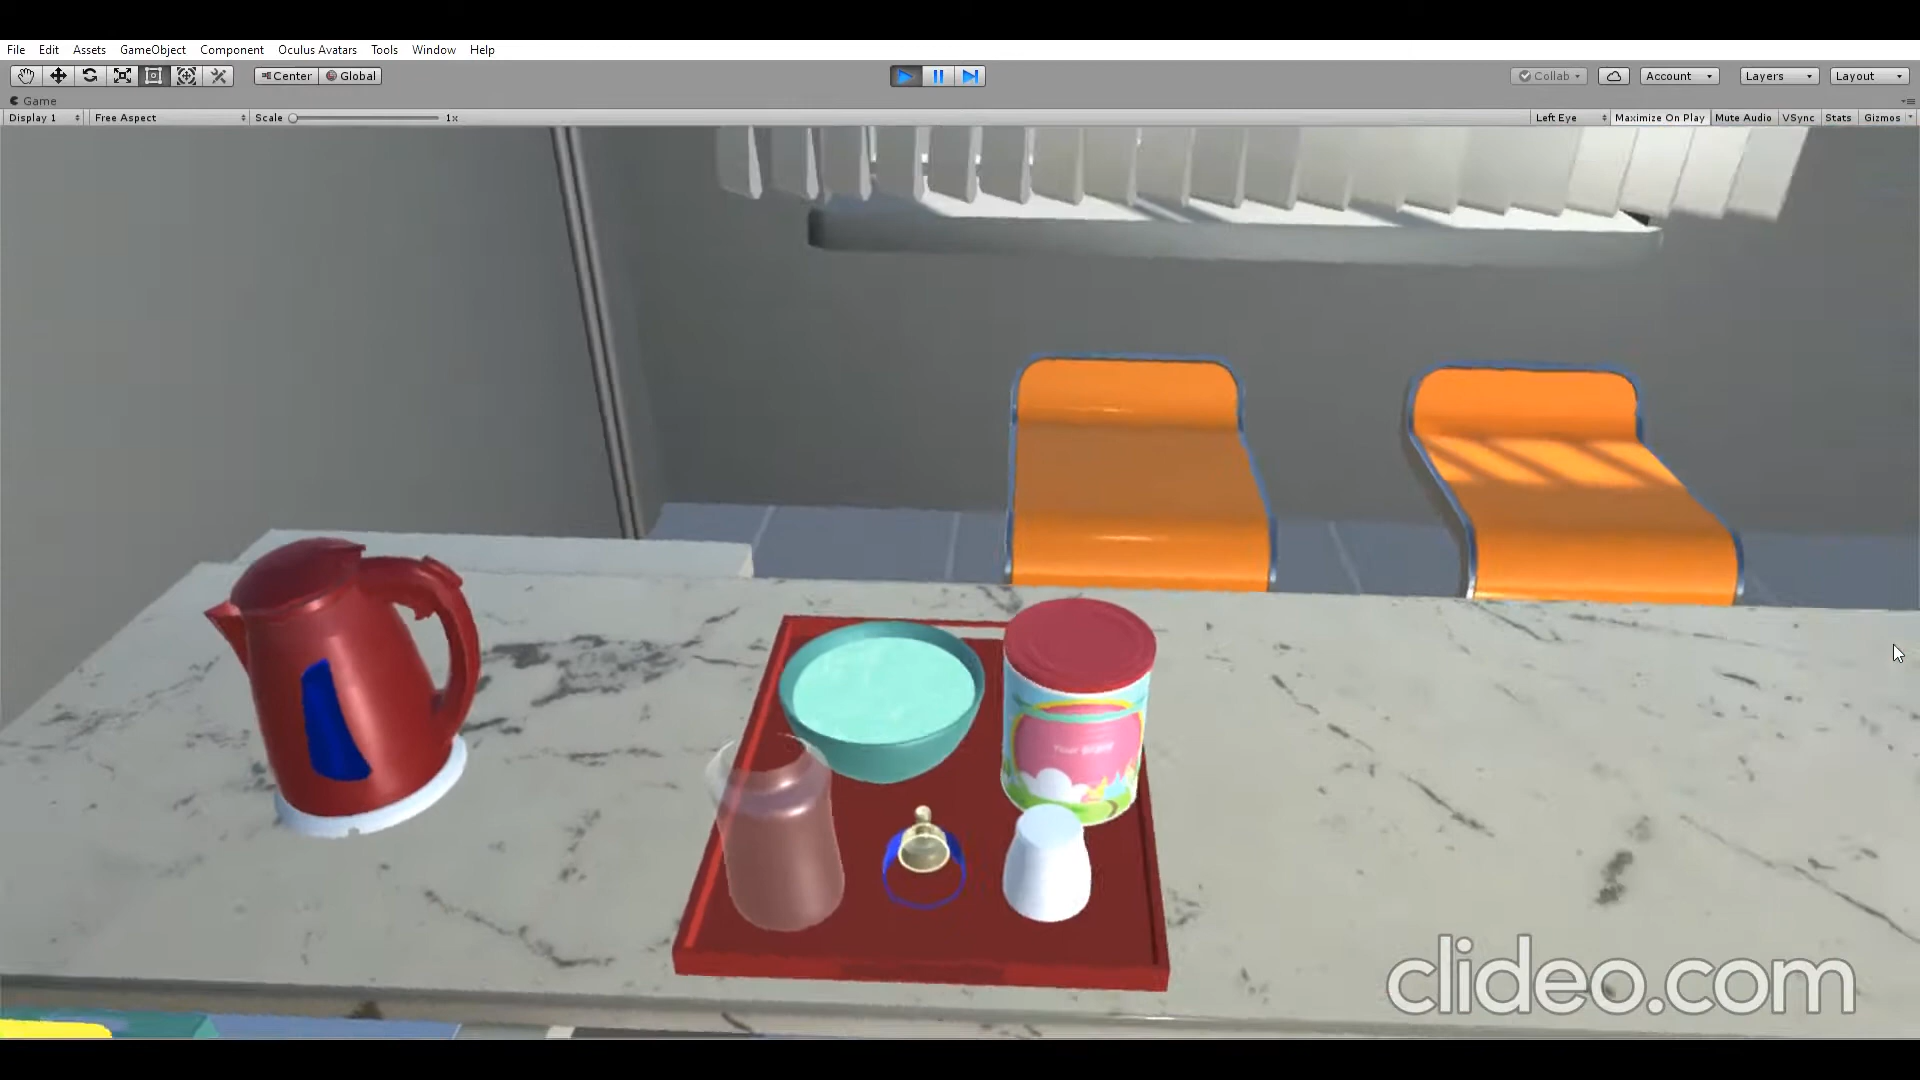 File Edit Assets GameObject Component Oculus Avatars Tools Window Help
Center Global Collab Account Layers Layout
Game
Display 1 Free Aspect Scale 1x Left Eye Maximize On Play Mute Audio VSync Stats Gizmos
clideo.com